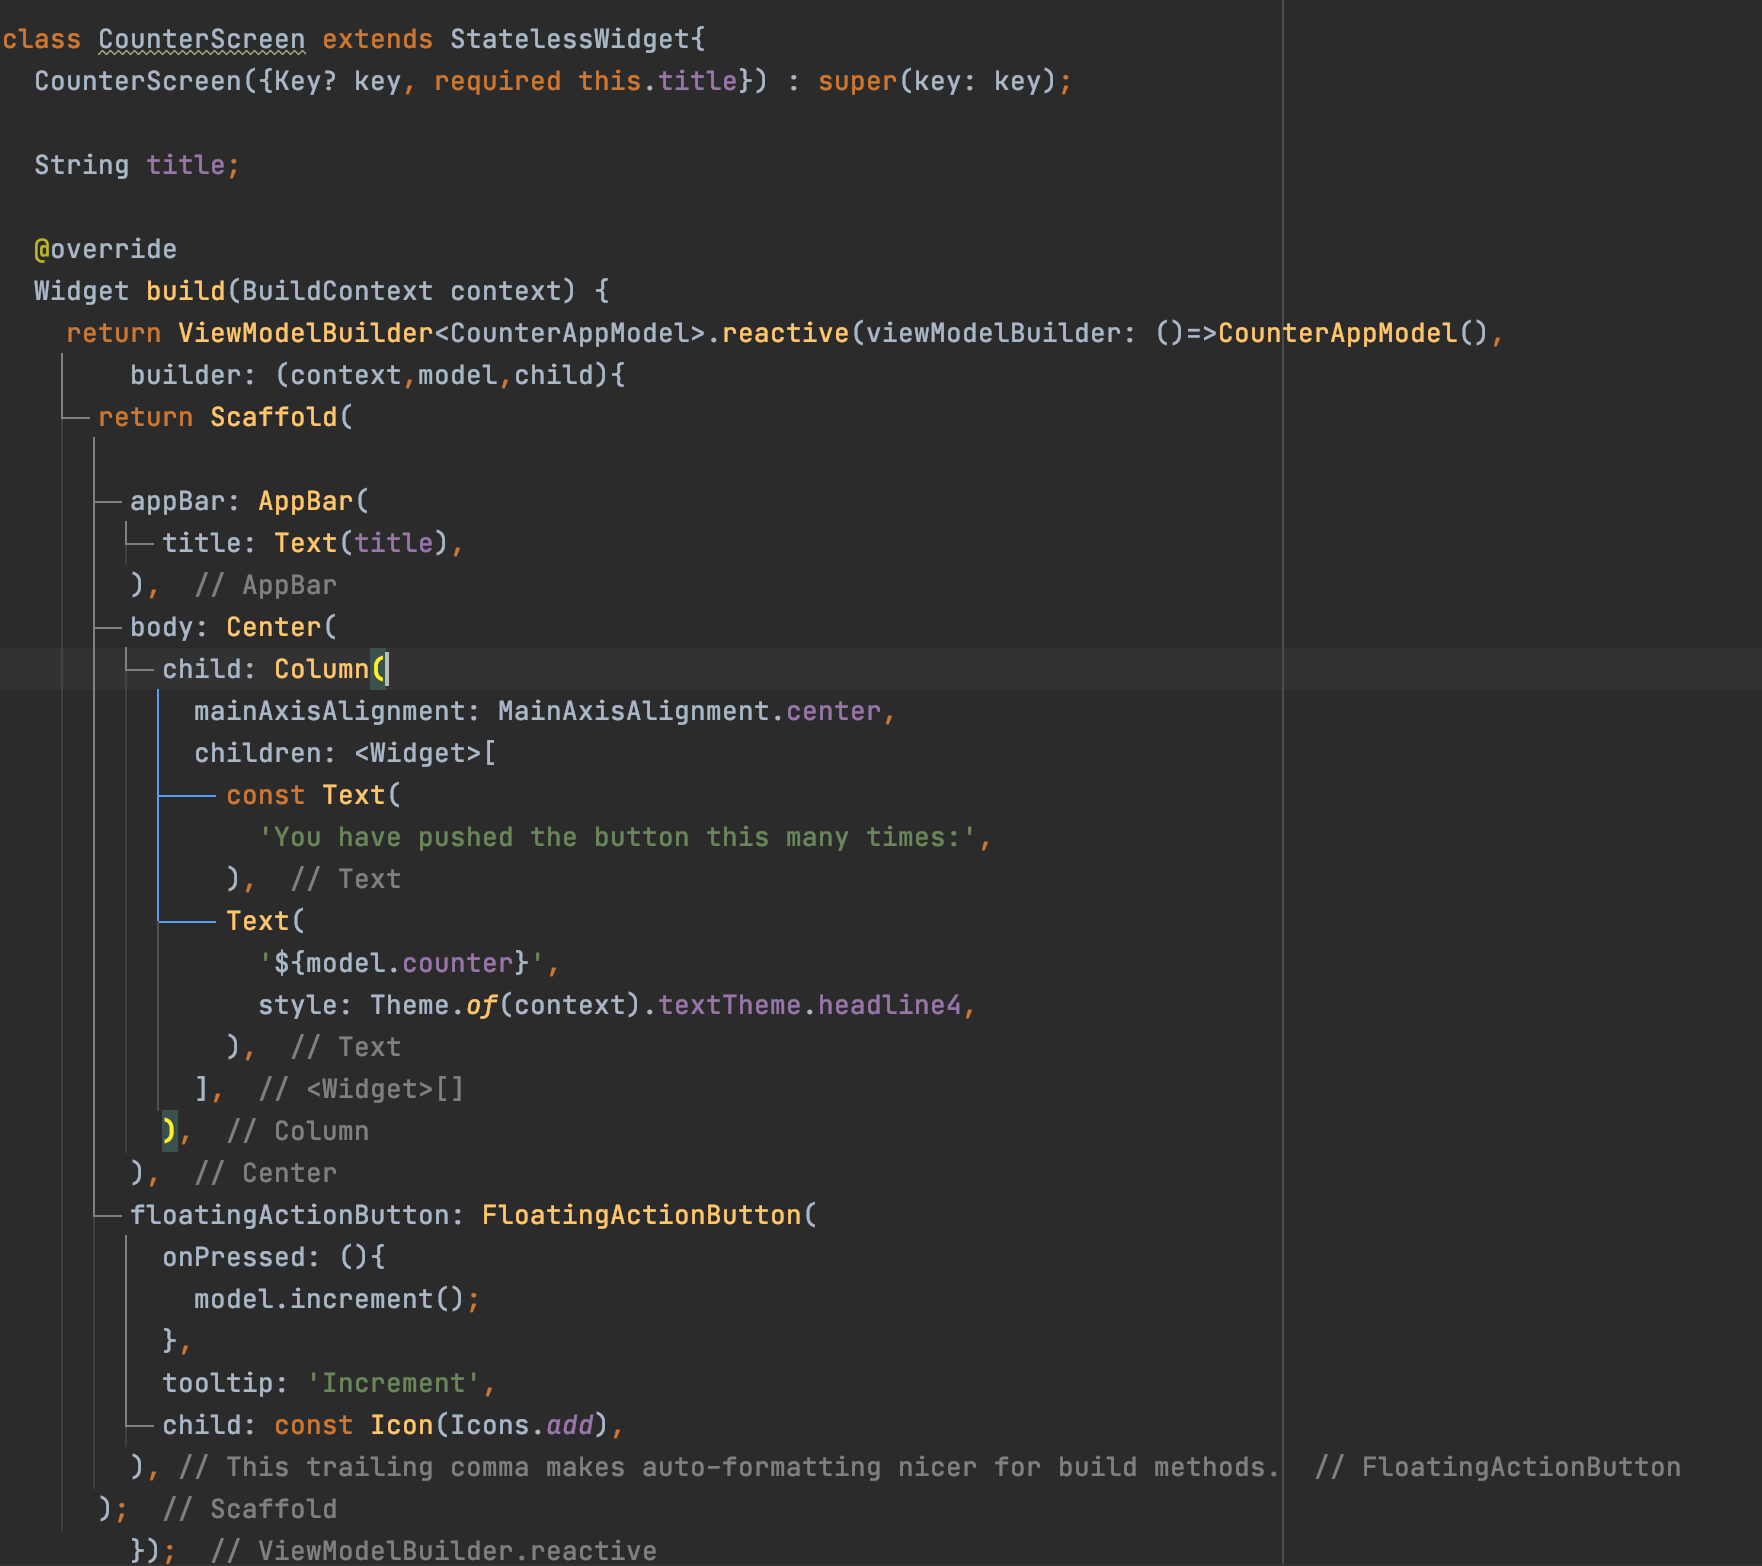 class CounterScreen extends StatelessWidget{
  CounterScreen({Key? key, required this.title}) : super(key: key);

  String title;

  @override
  Widget build(BuildContext context) {
    return ViewModelBuilder<CounterAppModel>.reactive(viewModelBuilder: ()=>CounterAppModel(),
        builder: (context,model,child){
      return Scaffold(

        appBar: AppBar(
          title: Text(title),
        ),  // AppBar
        body: Center(
          child: Column(
            mainAxisAlignment: MainAxisAlignment.center,
            children: <Widget>[
              const Text(
                'You have pushed the button this many times:',
              ),  // Text
              Text(
                '${model.counter}',
                style: Theme.of(context).textTheme.headline4,
              ),  // Text
            ],  // <Widget>[]
          ),  // Column
        ),  // Center
        floatingActionButton: FloatingActionButton(
          onPressed: (){
            model.increment();
          },
          tooltip: 'Increment',
          child: const Icon(Icons.add),
        ), // This trailing comma makes auto-formatting nicer for build methods.  // FloatingActionButton
      );  // Scaffold
        });  // ViewModelBuilder.reactive